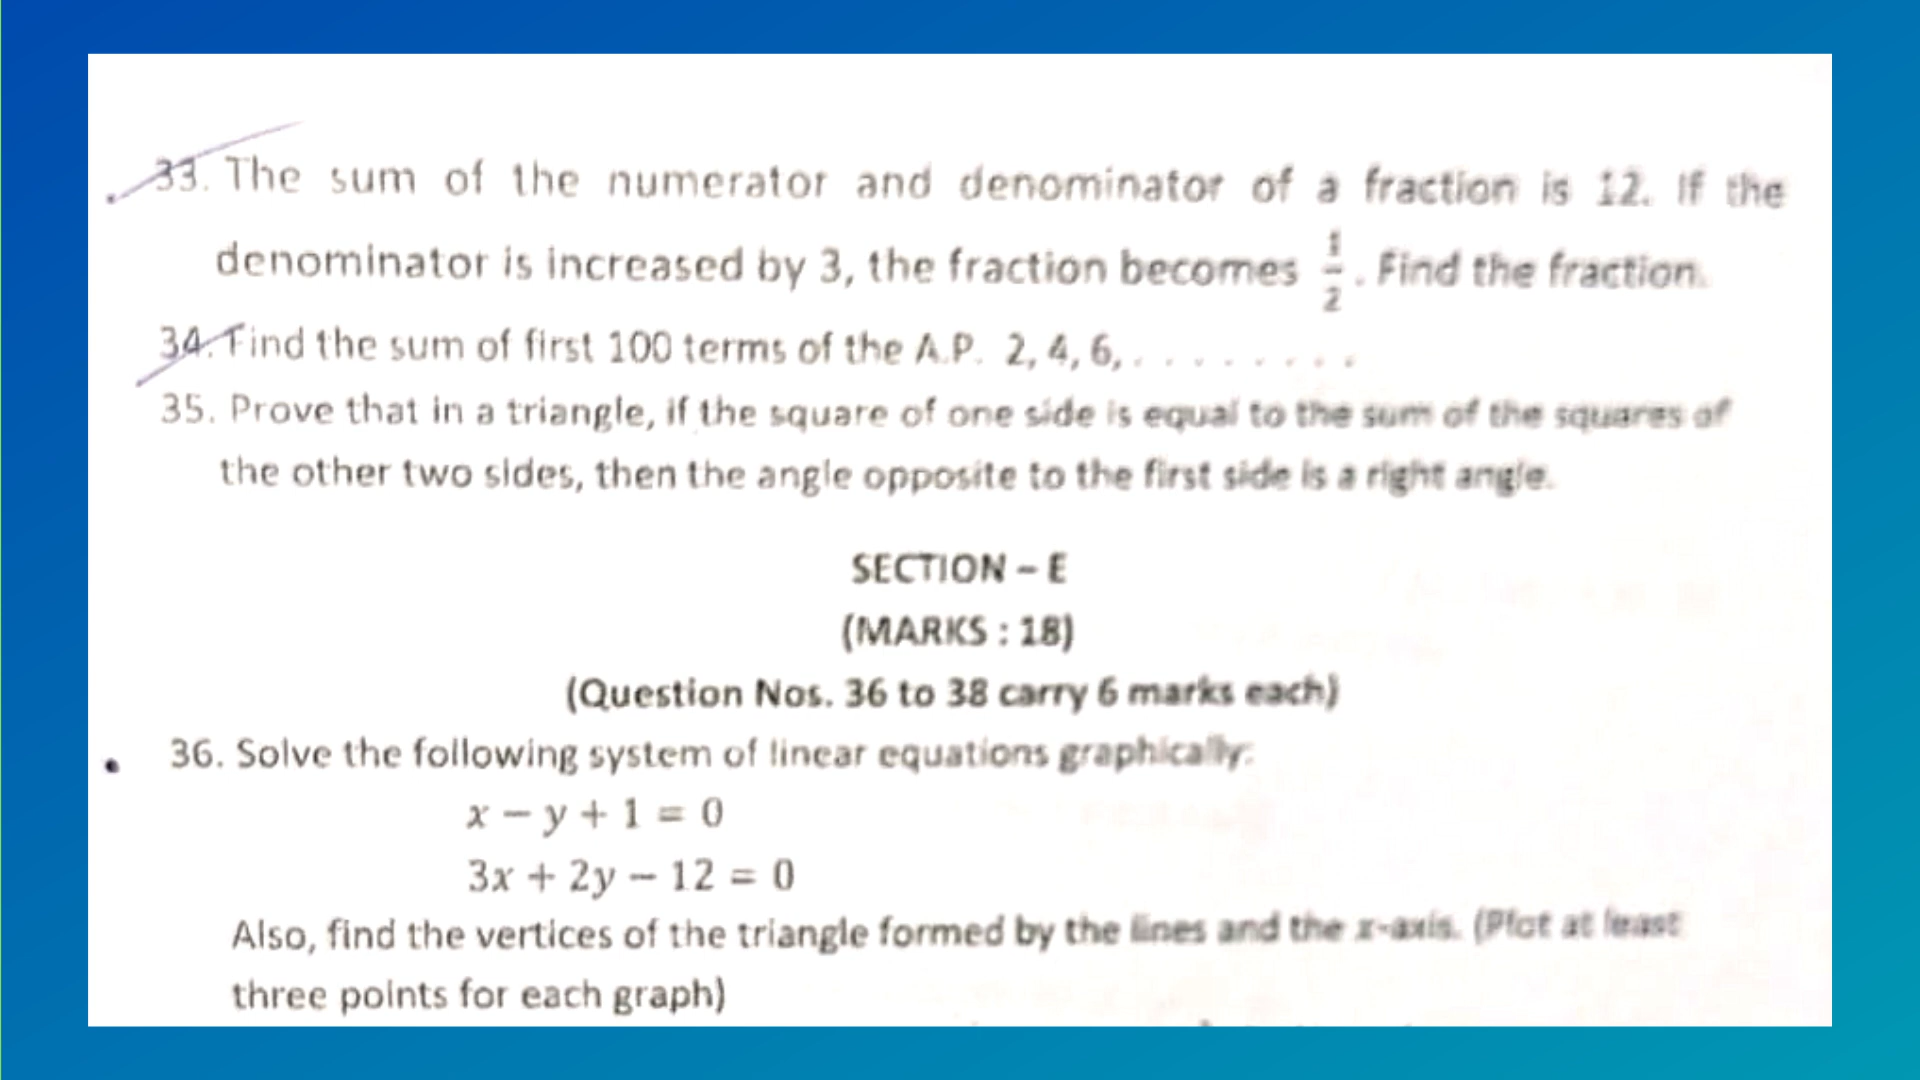 33. The sum of the numerator and denominator of a fraction is 12. If the
denominator is increased by 3, the fraction becomes 1/2. Find the fraction.
34. Find the sum of first 100 terms of the A.P. 2, 4, 6, . . . . . . . . .
35. Prove that in a triangle, if the square of one side is equal to the sum of the squares of
the other two sides, then the angle opposite to the first side is a right angle.
SECTION – E
(MARKS : 18)
(Question Nos. 36 to 38 carry 6 marks each)
36. Solve the following system of linear equations graphically:
x − y + 1 = 0
3x + 2y − 12 = 0
Also, find the vertices of the triangle formed by the lines and the x-axis. (Plot at least
three points for each graph)